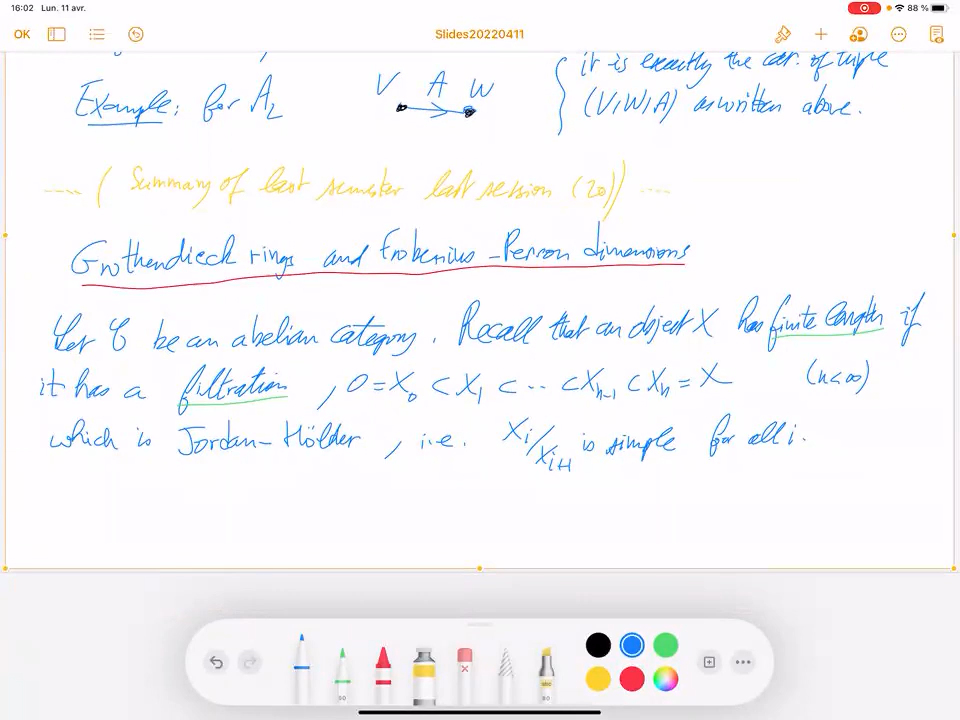 16:02 Lun. 11 avr. 88 %
OK Slides20220411
it is exactly the cat. of tuple
Example: for A₂ V A W (V,W,A) as written above.
---- ( Summary of last semester last session (20)) ----
Grothendieck rings and Frobenius-Perron dimensions
Let C be an abelian category. Recall that an object X has finite length if
it has a filtration, 0 = X₀ ⊂ X₁ ⊂ ... ⊂ Xₙ₋₁ ⊂ Xₙ = X (n<∞)
which is Jordan-Hölder, i.e. Xi/Xi-1 is simple for all i.
50 80